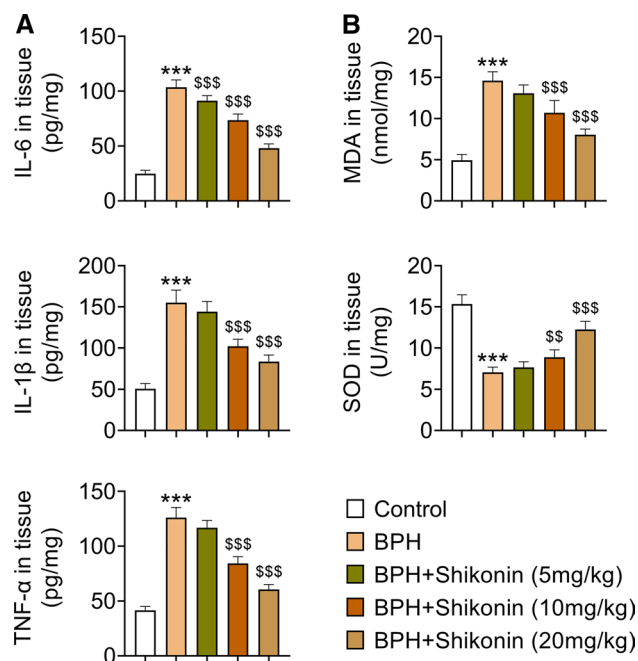 A
IL-6 in tissue
(pg/mg)
150
100
50
0
***
$$$
$$$
$$$
IL-1β in tissue
(pg/mg)
200
150
100
50
0
***
$$$
$$$
TNF-α in tissue
(pg/mg)
150
100
50
0
***
$$$
$$$
B
MDA in tissue
(nmol/mg)
20
15
10
5
0
***
$$$
$$$
SOD in tissue
(U/mg)
20
15
10
5
0
***
$$
$$$
Control
BPH
BPH+Shikonin (5mg/kg)
BPH+Shikonin (10mg/kg)
BPH+Shikonin (20mg/kg)